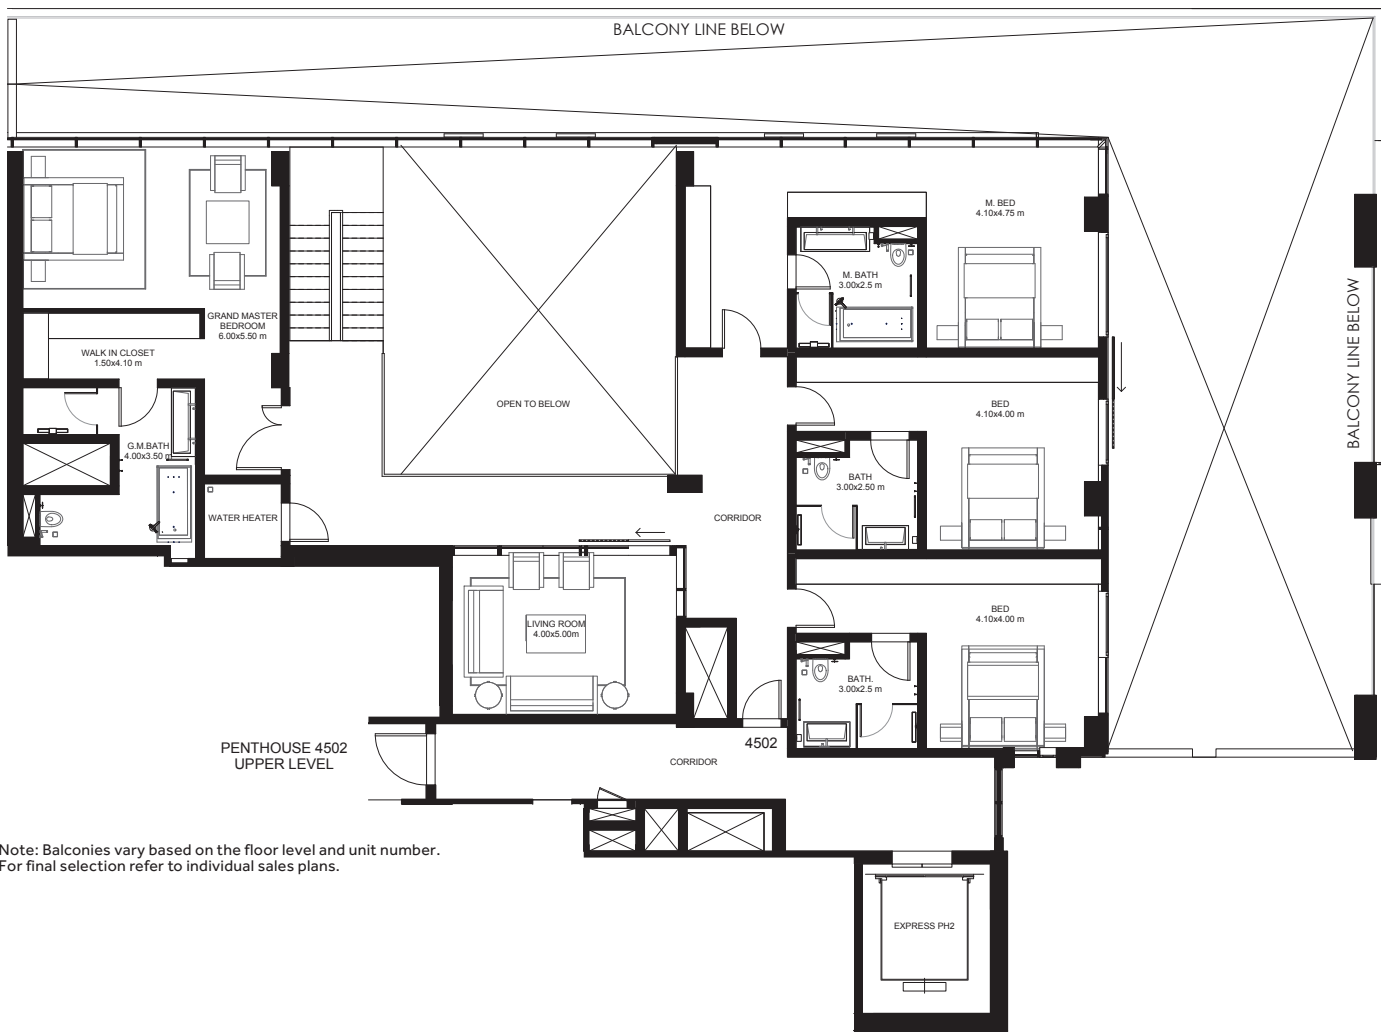 BALCONY LINE BELOW
M. BED
4.10x4.75 m
M. BATH
3.00x2.5 m
GRAND MASTER
BEDROOM
6.00x5.50 m
WALK IN CLOSET
1.50x4.10 m
OPEN TO BELOW
BED
4.10x4.00 m
BALCONY LINE BELOW
G.M.BATH
4.00x3.50 m
BATH
3.00x2.50 m
WATER HEATER
CORRIDOR
BED
4.10x4.00 m
LIVING ROOM
4.00x5.00m
BATH.
3.00x2.5 m
4502
PENTHOUSE 4502
UPPER LEVEL
CORRIDOR
Note: Balconies vary based on the floor level and unit number.
For final selection refer to individual sales plans.
EXPRESS PH2